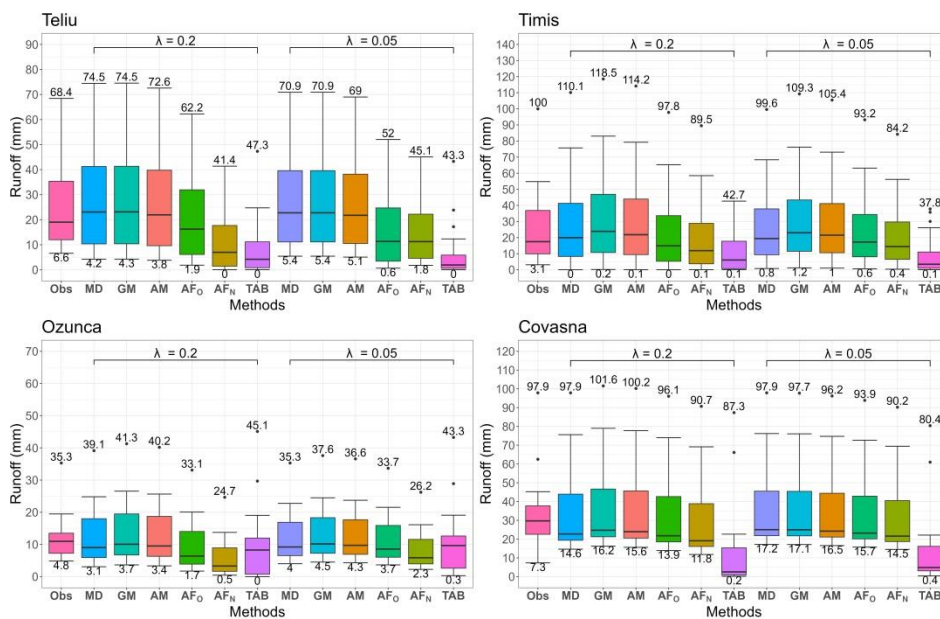 Teliu
λ = 0.2
λ = 0.05
Runoff (mm)
80
70
60
50
40
30
20
10
0
68.4 74.5 74.5 72.6 62.2 41.4 47.3 70.9 70.9 69 52 45.1 43.3
6.6 4.2 4.3 3.8 1.9 0 0 5.4 5.4 5.1 0.6 1.8 0
Obs MD GM AM AFO AFN TAB MD GM AM AFO AFN TAB
Methods
Timis
λ = 0.2
λ = 0.05
Runoff (mm)
140
130
120
110
100
90
80
70
60
50
40
30
20
10
0
100 110.1 118.5 114.2 97.8 89.5 42.7 99.6 109.3 105.4 93.2 84.2 37.8
3.1 0 0.2 0.1 0 0.1 0.1 0.8 1.2 1 0.6 0.4 0.1
Obs MD GM AM AFO AFN TAB MD GM AM AFO AFN TAB
Methods
Ozunca
λ = 0.2
λ = 0.05
Runoff (mm)
70
60
50
40
30
20
10
0
35.3 39.1 41.3 40.2 33.1 24.7 45.1 35.3 37.6 36.6 33.7 26.2 43.3
4.8 3.1 3.7 3.4 1.7 0.5 0 4 4.5 4.3 3.7 2.3 0.3
Obs MD GM AM AFO AFN TAB MD GM AM AFO AFN TAB
Methods
Covasna
λ = 0.2
λ = 0.05
Runoff (mm)
120
110
100
90
80
70
60
50
40
30
20
10
0
97.9 97.9 101.6 100.2 96.1 90.7 87.3 97.9 97.7 96.2 93.9 90.2 80.4
7.3 14.6 16.2 15.6 13.9 11.8 0.2 17.2 17.1 16.5 15.7 14.5 0.4
Obs MD GM AM AFO AFN TAB MD GM AM AFO AFN TAB
Methods